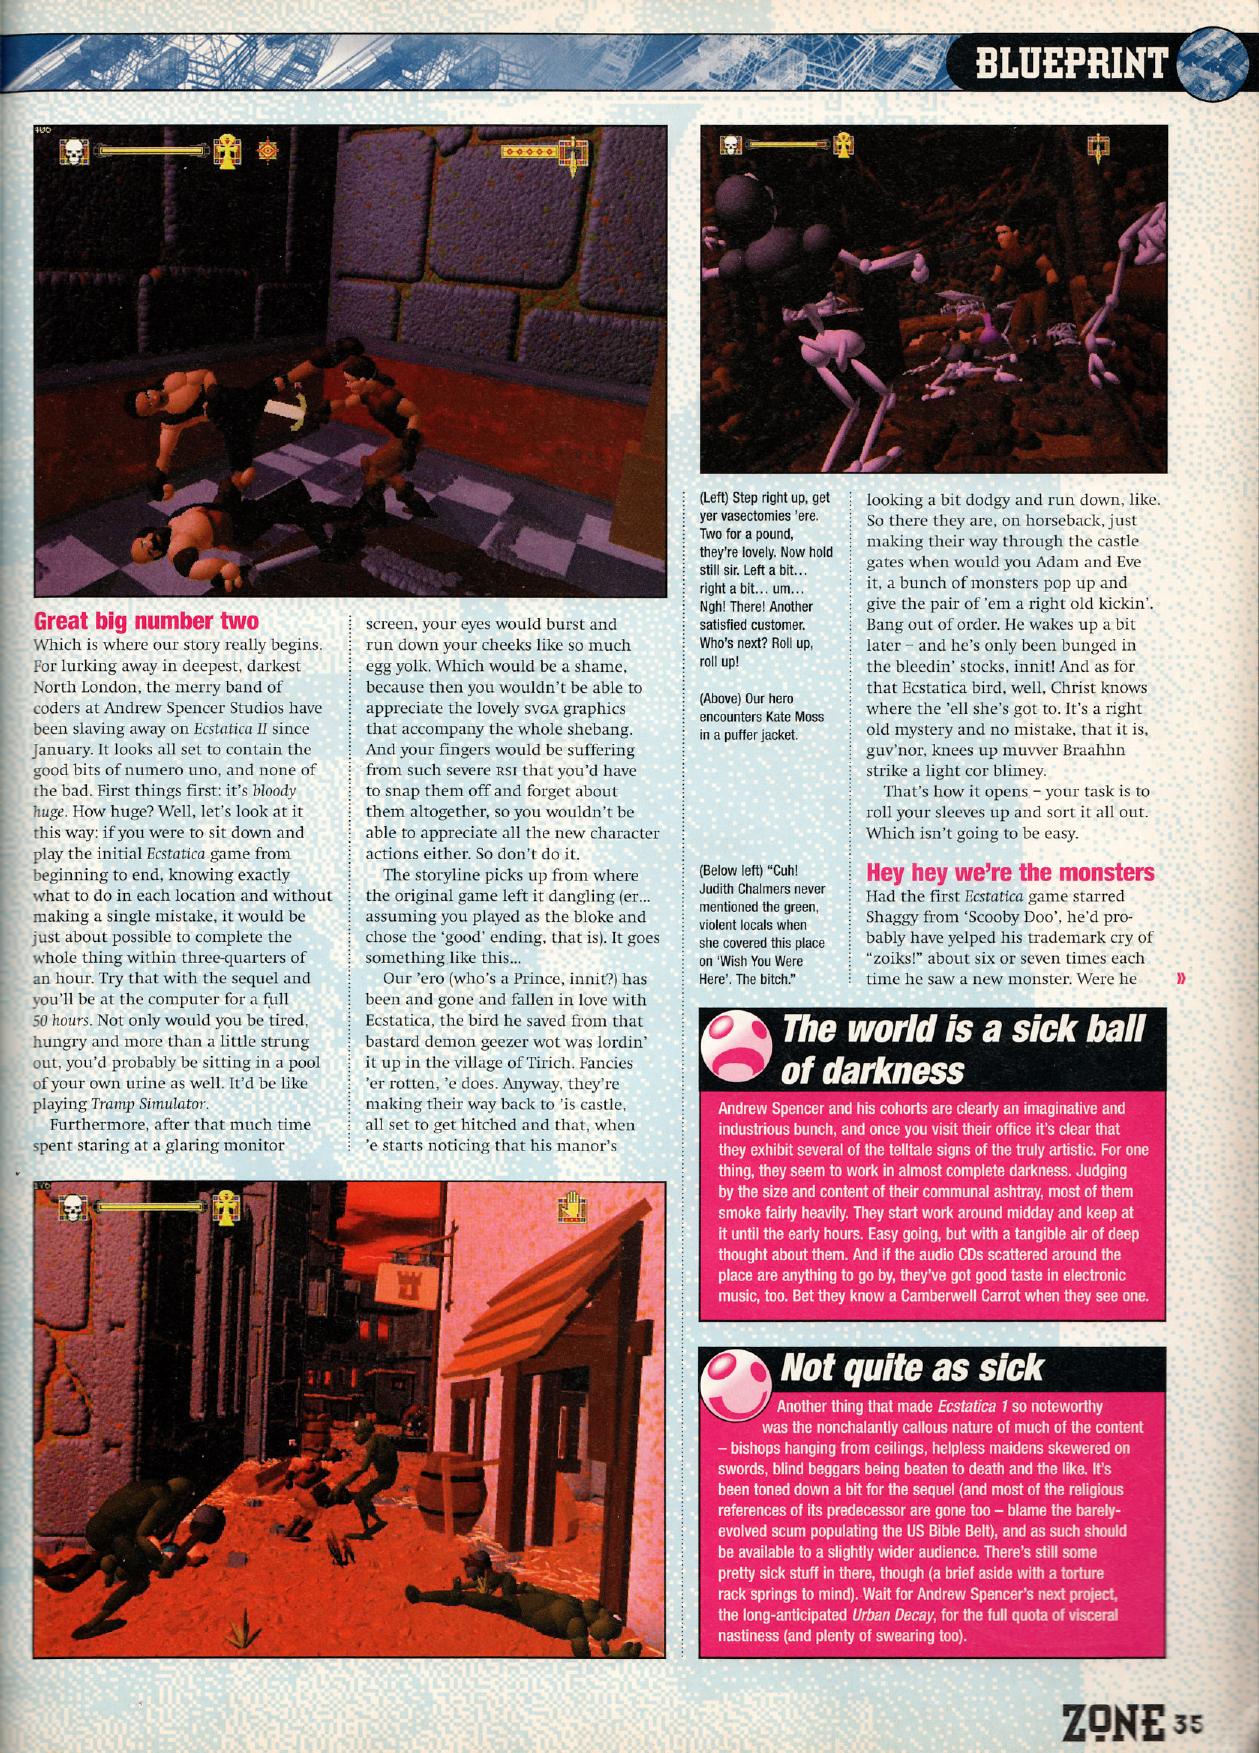 BLUEPRINT
Great big number two
Which is where our story really begins.
For lurking away in deepest, darkest
North London, the merry band of
coders at Andrew Spencer Studios have
been slaving away on Ecstatica II since
January. It looks all set to contain the
good bits of numero uno, and none of
the bad. First things first: it's bloody
huge. How huge? Well, let's look at it
this way: if you were to sit down and
play the initial Ecstatica game from
beginning to end, knowing exactly
what to do in each location and without
making a single mistake, it would be
just about possible to complete the
whole thing within three-quarters of
an hour. Try that with the sequel and
you'll be at the computer for a full
50 hours. Not only would you be tired,
hungry and more than a little strung
out, you'd probably be sitting in a pool
of your own urine as well. It'd be like
playing Tramp Simulator.
Furthermore, after that much time
spent staring at a glaring monitor
screen, your eyes would burst and
run down your cheeks like so much
egg yolk. Which would be a shame,
because then you wouldn't be able to
appreciate the lovely SVGA graphics
that accompany the whole shebang.
And your fingers would be suffering
from such severe RSI that you'd have
to snap them off and forget about
them altogether, so you wouldn't be
able to appreciate all the new character
actions either. So don't do it.
The storyline picks up from where
the original game left it dangling (er...
assuming you played as the bloke and
chose the 'good' ending, that is). It goes
something like this...
Our 'ero (who's a Prince, innit?) has
been and gone and fallen in love with
Ecstatica, the bird he saved from that
bastard demon geezer wot was lordin'
it up in the village of Tirich. Fancies
'er rotten, 'e does. Anyway, they're
making their way back to 'is castle,
all set to get hitched and that, when
'e starts noticing that his manor's
(Left) Step right up, get
yer vasectomies 'ere.
Two for a pound,
they're lovely. Now hold
still sir. Left a bit...
right a bit... um...
Ngh! There! Another
satisfied customer.
Who's next? Roll up,
roll up!
(Above) Our hero
encounters Kate Moss
in a puffer jacket.
(Below left) "Cuh!
Judith Chalmers never
mentioned the green,
violent locals when
she covered this place
on 'Wish You Were
Here'. The bitch."
looking a bit dodgy and run down, like.
So there they are, on horseback, just
making their way through the castle
gates when would you Adam and Eve
it, a bunch of monsters pop up and
give the pair of 'em a right old kickin'.
Bang out of order. He wakes up a bit
later – and he's only been bunged in
the bleedin' stocks, innit! And as for
that Ecstatica bird, well, Christ knows
where the 'ell she's got to. It's a right
old mystery and no mistake, that it is,
guv'nor, knees up muvver Braahhn
strike a light cor blimey.
That's how it opens – your task is to
roll your sleeves up and sort it all out.
Which isn't going to be easy.
Hey hey we're the monsters
Had the first Ecstatica game starred
Shaggy from 'Scooby Doo', he'd pro-
bably have yelped his trademark cry of
"zoiks!" about six or seven times each
time he saw a new monster. Were he »
The world is a sick ball
of darkness
Andrew Spencer and his cohorts are clearly an imaginative and
industrious bunch, and once you visit their office it's clear that
they exhibit several of the telltale signs of the truly artistic. For one
thing, they seem to work in almost complete darkness. Judging
by the size and content of their communal ashtray, most of them
smoke fairly heavily. They start work around midday and keep at
it until the early hours. Easy going, but with a tangible air of deep
thought about them. And if the audio CDs scattered around the
place are anything to go by, they've got good taste in electronic
music, too. Bet they know a Camberwell Carrot when they see one.
Not quite as sick
Another thing that made Ecstatica 1 so noteworthy
was the nonchalantly callous nature of much of the content
– bishops hanging from ceilings, helpless maidens skewered on
swords, blind beggars being beaten to death and the like. It's
been toned down a bit for the sequel (and most of the religious
references of its predecessor are gone too – blame the barely-
evolved scum populating the US Bible Belt), and as such should
be available to a slightly wider audience. There's still some
pretty sick stuff in there, though (a brief aside with a torture
rack springs to mind). Wait for Andrew Spencer's next project,
the long-anticipated Urban Decay, for the full quota of visceral
nastiness (and plenty of swearing too).
ZONE 35